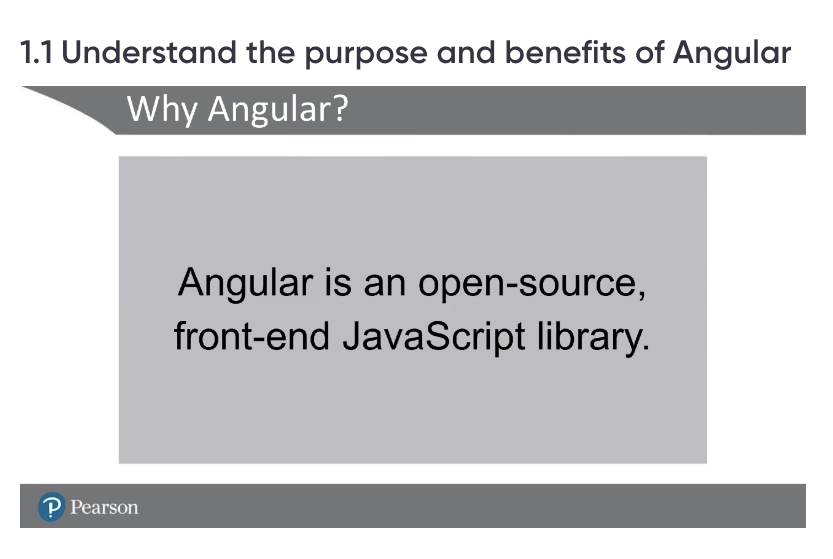 1.1 Understand the purpose and benefits of Angular
Why Angular?
Angular is an open-source,
front-end JavaScript library.
Pearson